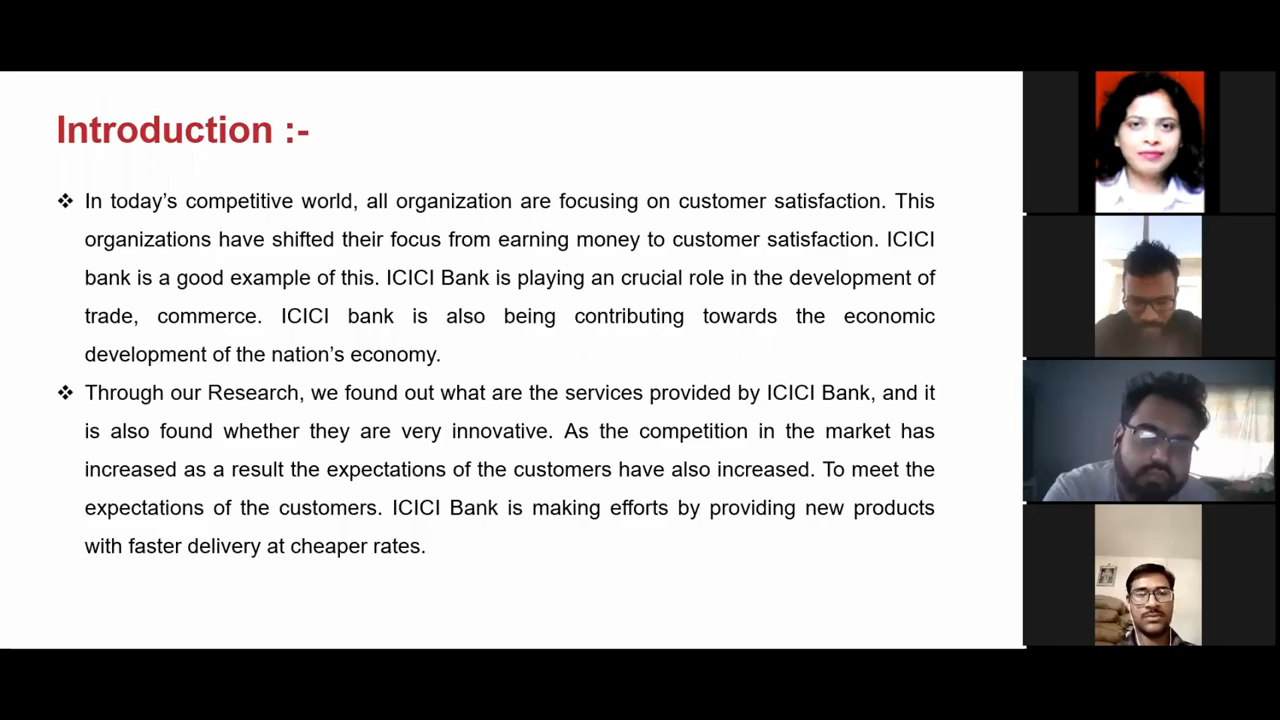 Introduction :-
❖ In today's competitive world, all organization are focusing on customer satisfaction. This
organizations have shifted their focus from earning money to customer satisfaction. ICICI
bank is a good example of this. ICICI Bank is playing an crucial role in the development of
trade, commerce. ICICI bank is also being contributing towards the economic
development of the nation's economy.
❖ Through our Research, we found out what are the services provided by ICICI Bank, and it
is also found whether they are very innovative. As the competition in the market has
increased as a result the expectations of the customers have also increased. To meet the
expectations of the customers. ICICI Bank is making efforts by providing new products
with faster delivery at cheaper rates.